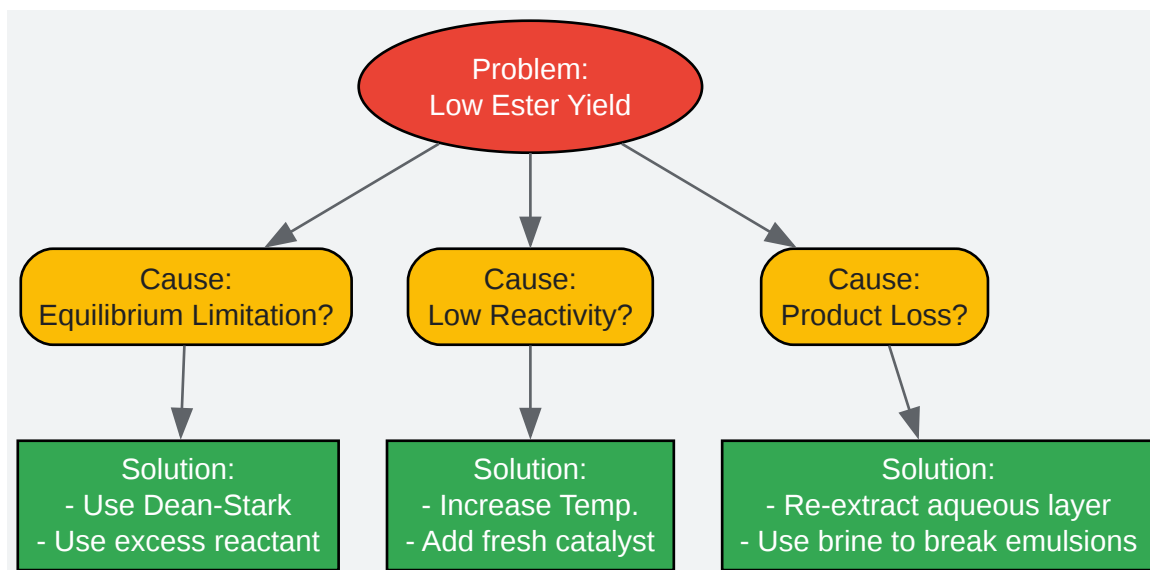 Problem:
Low Ester Yield
Cause:
Equilibrium Limitation?
Cause:
Low Reactivity?
Cause:
Product Loss?
Solution:
- Use Dean-Stark
- Use excess reactant
Solution:
- Increase Temp.
- Add fresh catalyst
Solution:
- Re-extract aqueous layer
- Use brine to break emulsions